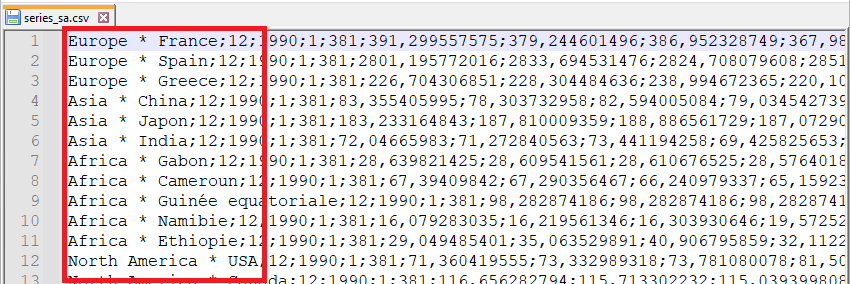 series_sa.csv
1 Europe * France;12;1990;1;381;391,299557575;379,244601496;386,952328749;367,98
2 Europe * Spain;12;1990;1;381;2801,195772016;2833,694531476;2824,708079608;2851
3 Europe * Greece;12;1990;1;381;226,704306851;228,304484636;238,994672365;220,10
4 Asia * China;12;1990;1;381;83,355405995;78,303732958;82,594005084;79,034542739
5 Asia * Japon;12;1990;1;381;183,233164843;187,810009359;188,886561729;187,07290
6 Asia * India;12;1990;1;381;72,04665983;71,272840563;73,441194258;69,425825653;
7 Africa * Gabon;12;1990;1;381;28,639821425;28,609541561;28,610676525;28,5764018
8 Africa * Cameroun;12;1990;1;381;67,39409842;67,290356467;66,240979337;65,15923
9 Africa * Guinée equatoriale;12;1990;1;381;98,282874186;98,282874186;98,2828741
10 Africa * Namibie;12;1990;1;381;16,079283035;16,219561346;16,303930646;19,57252
11 Africa * Ethiopie;12;1990;1;381;29,049485401;35,063529891;40,906795859;32,1122
12 North America * USA;12;1990;1;381;71,360419555;73,332989318;73,781080078;81,50
13 North America * Canada;12;1990;1;381;116,656282794;115,713302232;115,039399808